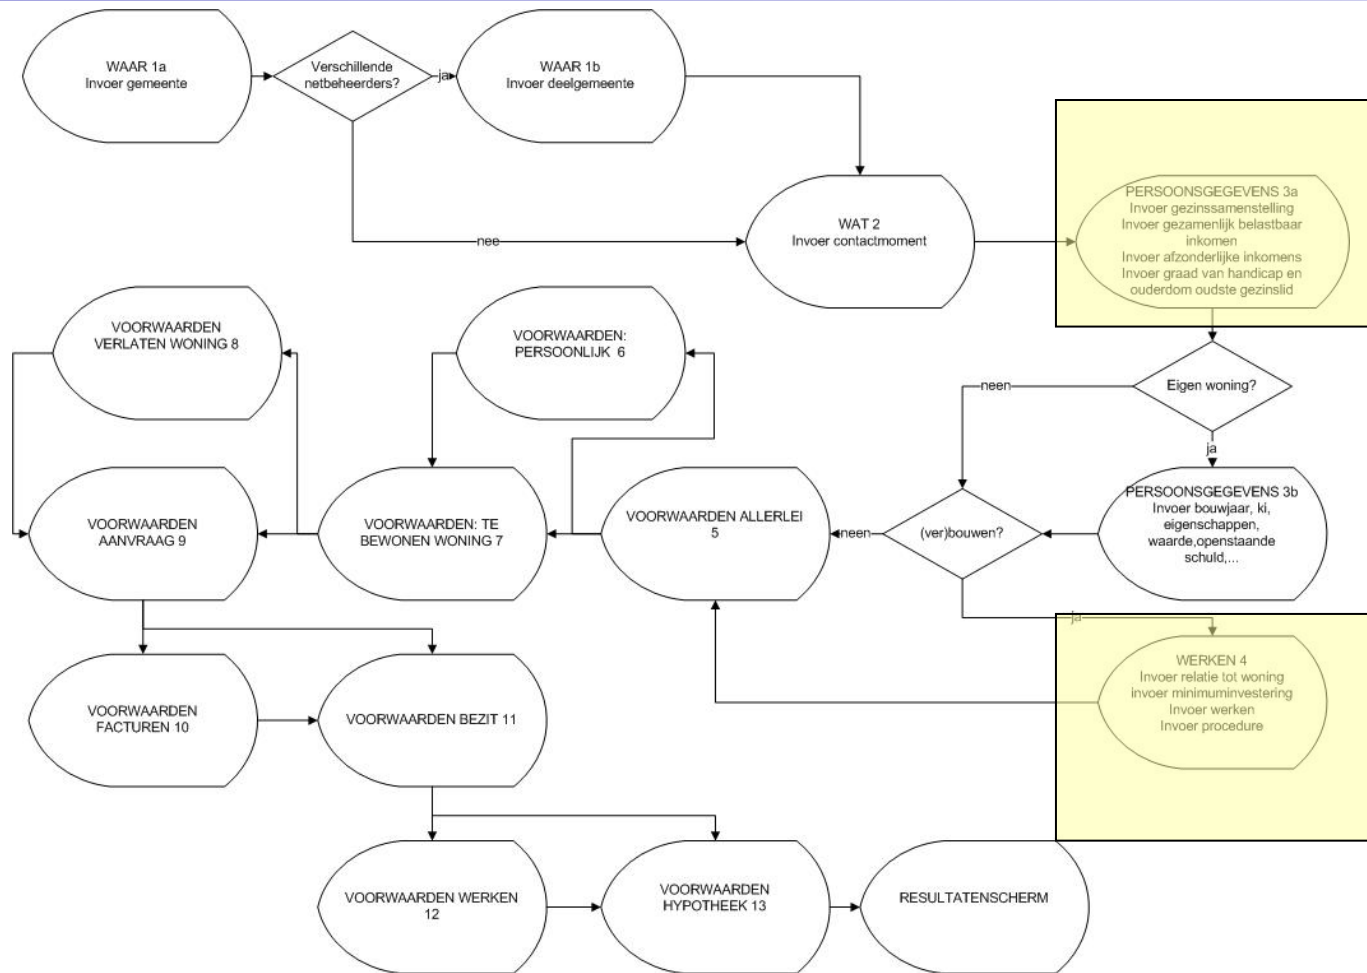 WAAR 1a
Invoer gemeente
Verschillende
netbeheerders?
ja
WAAR 1b
Invoer deelgemeente
nee
WAT 2
Invoer contactmoment
PERSOONSGEGEVENS 3a
Invoer gezinssamenstelling
Invoer gezamenlijk belastbaar
inkomen
Invoer afzonderlijke inkomens
Invoer graad van handicap en
ouderdom oudste gezinslid
Eigen woning?
neen
ja
PERSOONSGEGEVENS 3b
Invoer bouwjaar, ki,
eigenschappen,
waarde,openstaande
schuld,...
(ver)bouwen?
neen
ja
WERKEN 4
Invoer relatie tot woning
invoer minimuminvestering
Invoer werken
Invoer procedure
VOORWAARDEN ALLERLEI
5
VOORWAARDEN:
PERSOONLIJK 6
VOORWAARDEN: TE
BEWONEN WONING 7
VOORWAARDEN
VERLATEN WONING 8
VOORWAARDEN
AANVRAAG 9
VOORWAARDEN
FACTUREN 10
VOORWAARDEN BEZIT 11
VOORWAARDEN WERKEN
12
VOORWAARDEN
HYPOTHEEK 13
RESULTATENSCHERM